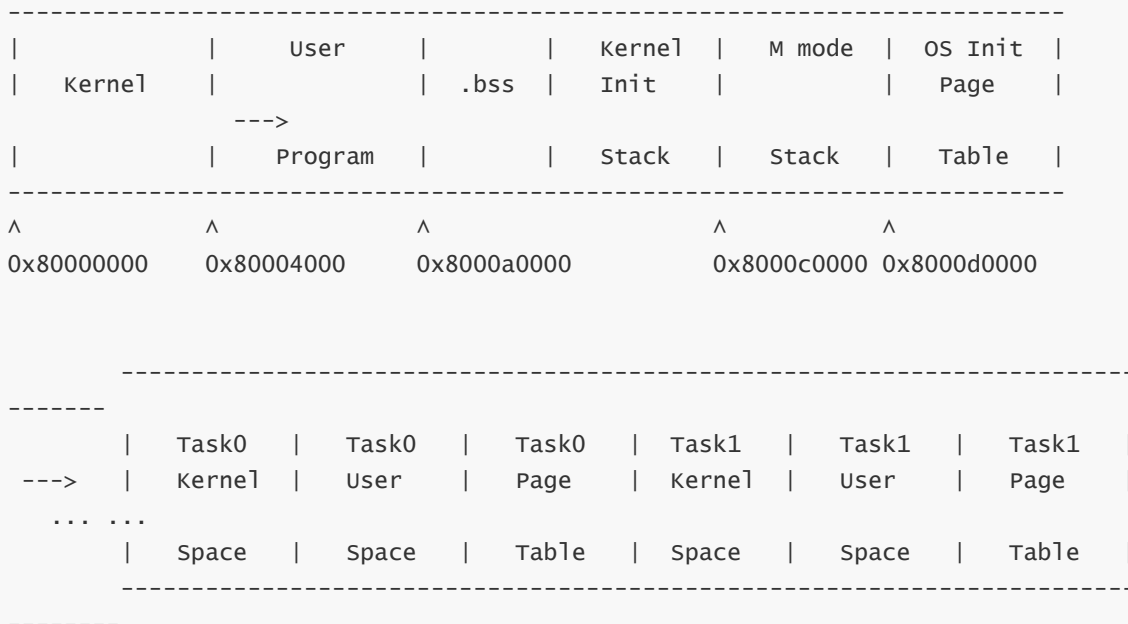 ---------------------------------------------------------------------------
|             |     User     |        |   Kernel  |   M mode  |  OS Init  |
|   Kernel    |              |  .bss  |   Init    |           |   Page    |
                --->
|             |    Program   |        |   Stack   |   Stack   |   Table   |
---------------------------------------------------------------------------
^             ^              ^                    ^           ^
0x80000000    0x80004000     0x8000a0000          0x8000c0000 0x8000d0000
        ------------------------------------------------------------------------
-------
        |   Task0   |   Task0   |   Task0   |  Task1    |   Task1   |   Task1   |
 --->   |   Kernel  |   User    |   Page    |  Kernel   |   User    |   Page    |
   ... ...
        |   Space   |   Space   |   Table   |  Space    |   Space   |   Table   |
        ------------------------------------------------------------------------
--------